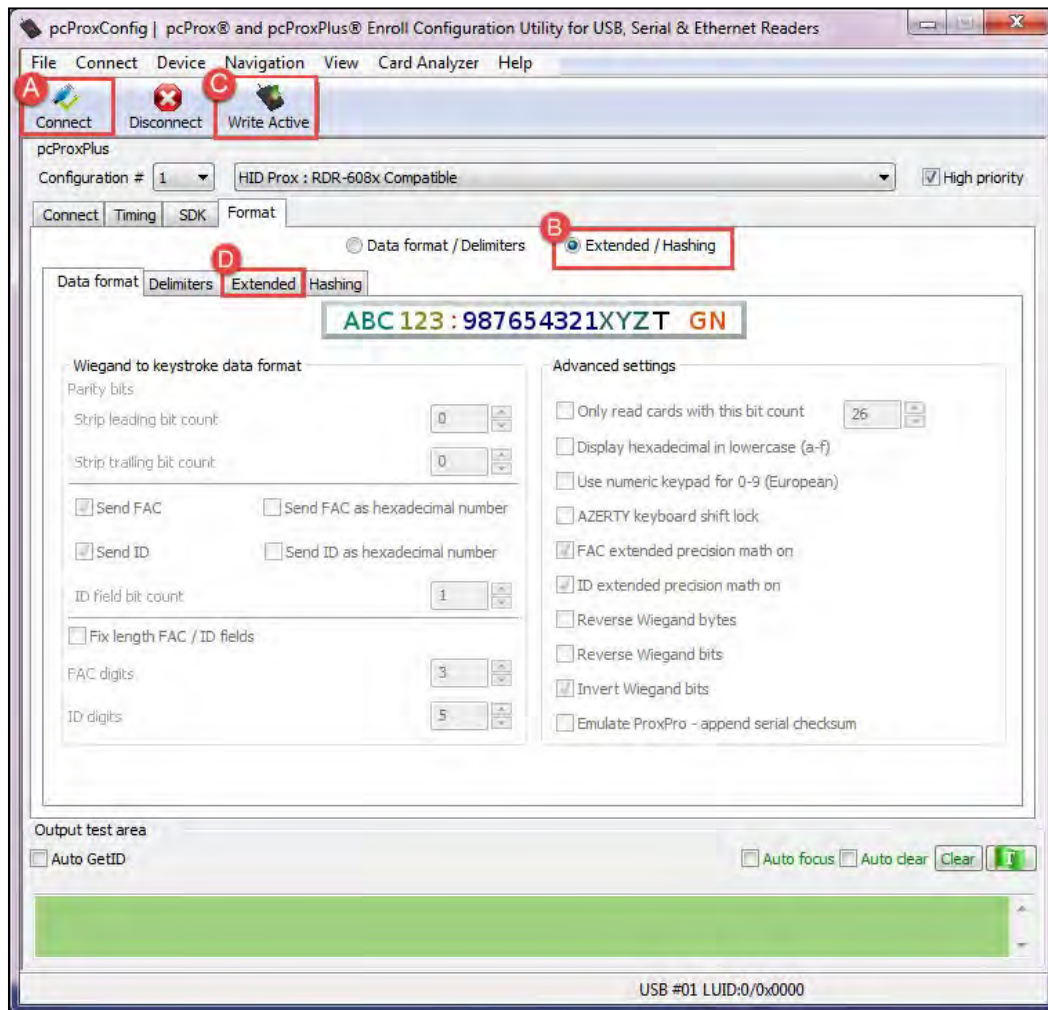 pcProxConfig | pcProx® and pcProxPlus® Enroll Configuration Utility for USB, Serial & Ethernet Readers
File Connect Device Navigation View Card Analyzer Help
A C
Connect Disconnect Write Active
pcProxPlus
Configuration # 1 HID Prox : RDR-608x Compatible High priority
Connect Timing SDK Format
B
Data format / Delimiters Extended / Hashing
D
Data format Delimiters Extended Hashing
ABC 123 : 987654321XYZT GN
Wiegand to keystroke data format Advanced settings
Parity bits
Strip leading bit count 0 Only read cards with this bit count 26
Display hexadecimal in lowercase (a-f)
Strip trailing bit count 0
Use numeric keypad for 0-9 (European)
Send FAC Send FAC as hexadecimal number AZERTY keyboard shift lock
Send ID Send ID as hexadecimal number FAC extended precision math on
ID field bit count 1 ID extended precision math on
Reverse Wiegand bytes
Fix length FAC / ID fields
Reverse Wiegand bits
FAC digits 3 Invert Wiegand bits
ID digits 5 Emulate ProxPro - append serial checksum
Output test area
Auto GetID Auto focus Auto clear Clear
USB #01 LUID:0/0x0000